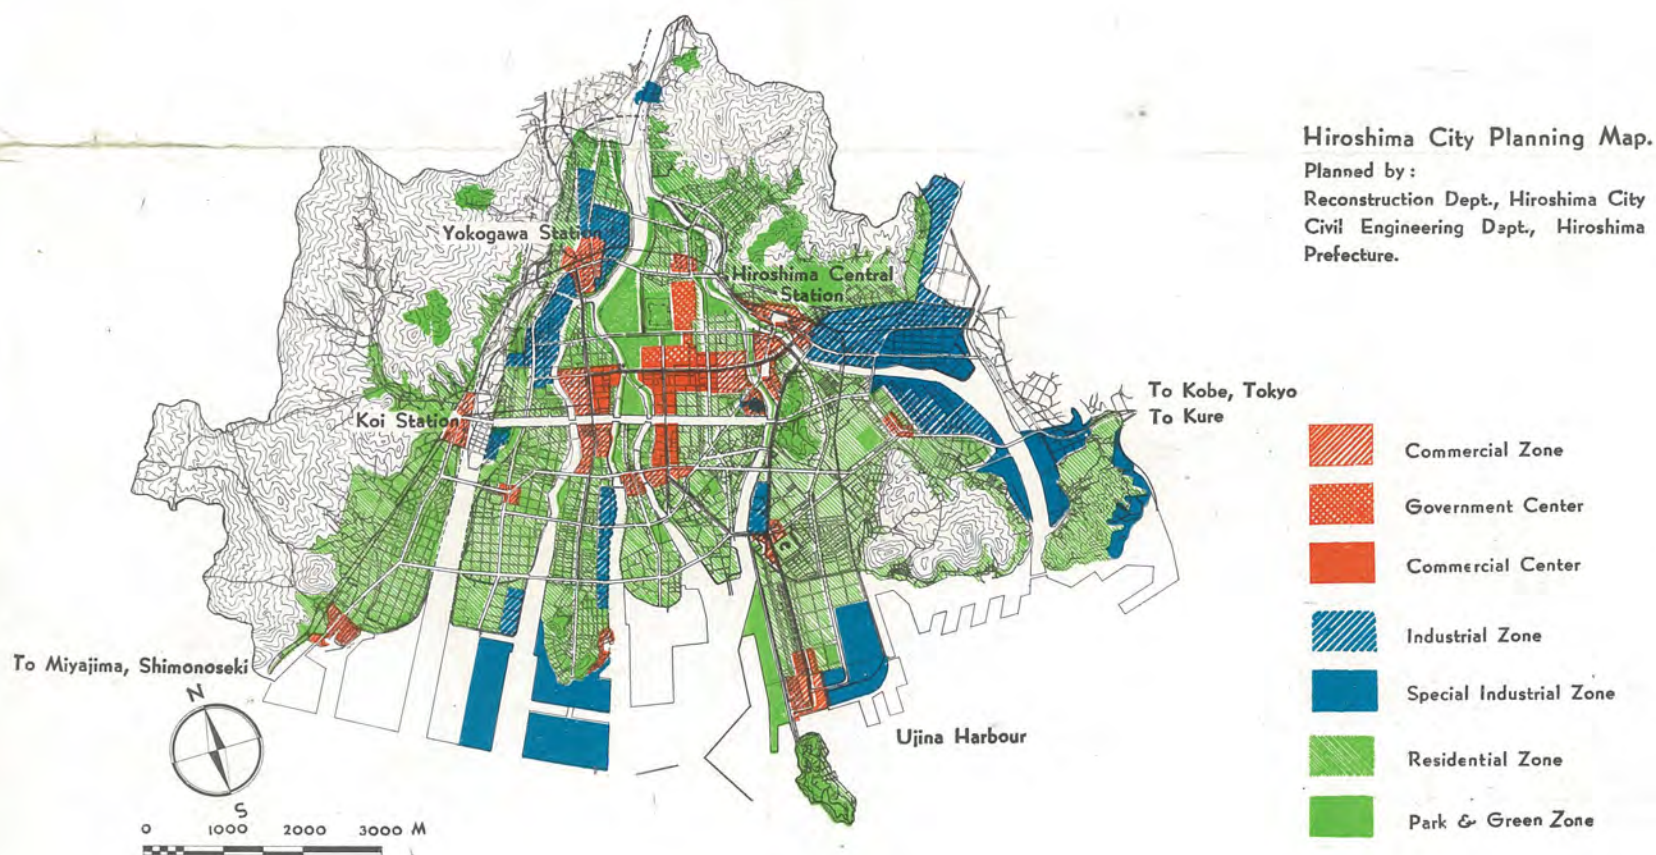 Hiroshima City Planning Map.
Planned by:
Reconstruction Dept., Hiroshima City
Civil Engineering Dept., Hiroshima
Prefecture.
Yokogawa Station
Hiroshima Central
Station
Koi Station
To Kobe, Tokyo
To Kure
To Miyajima, Shimonoseki
Ujina Harbour
N
S
0 1000 2000 3000 M
Commercial Zone
Government Center
Commercial Center
Industrial Zone
Special Industrial Zone
Residential Zone
Park & Green Zone